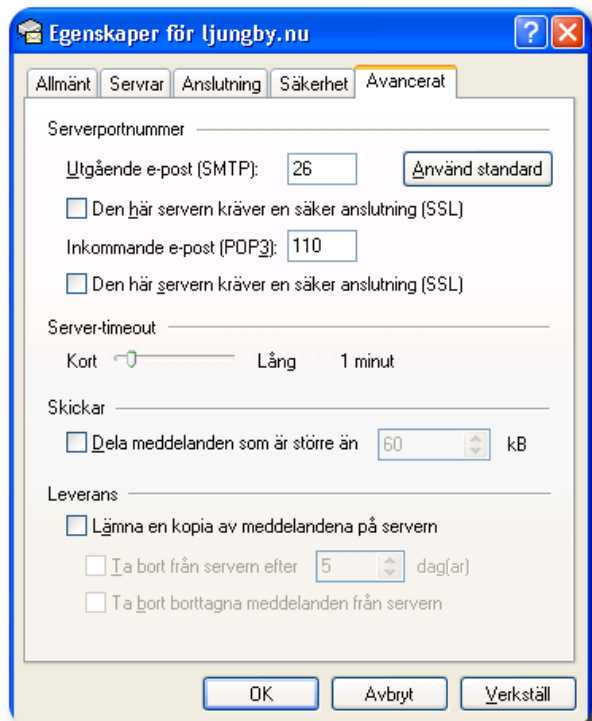 Egenskaper för ljungby.nu
Allmänt Servrar Anslutning Säkerhet Avancerat
Serverportnummer
Utgående e-post (SMTP): 26 Använd standard
Den här servern kräver en säker anslutning (SSL)
Inkommande e-post (POP3): 110
Den här servern kräver en säker anslutning (SSL)
Server-timeout
Kort Lång 1 minut
Skickar
Dela meddelanden som är större än 60 kB
Leverans
Lämna en kopia av meddelandena på servern
Ta bort från servern efter 5 dag(ar)
Ta bort borttagna meddelanden från servern
OK Avbryt Verkställ